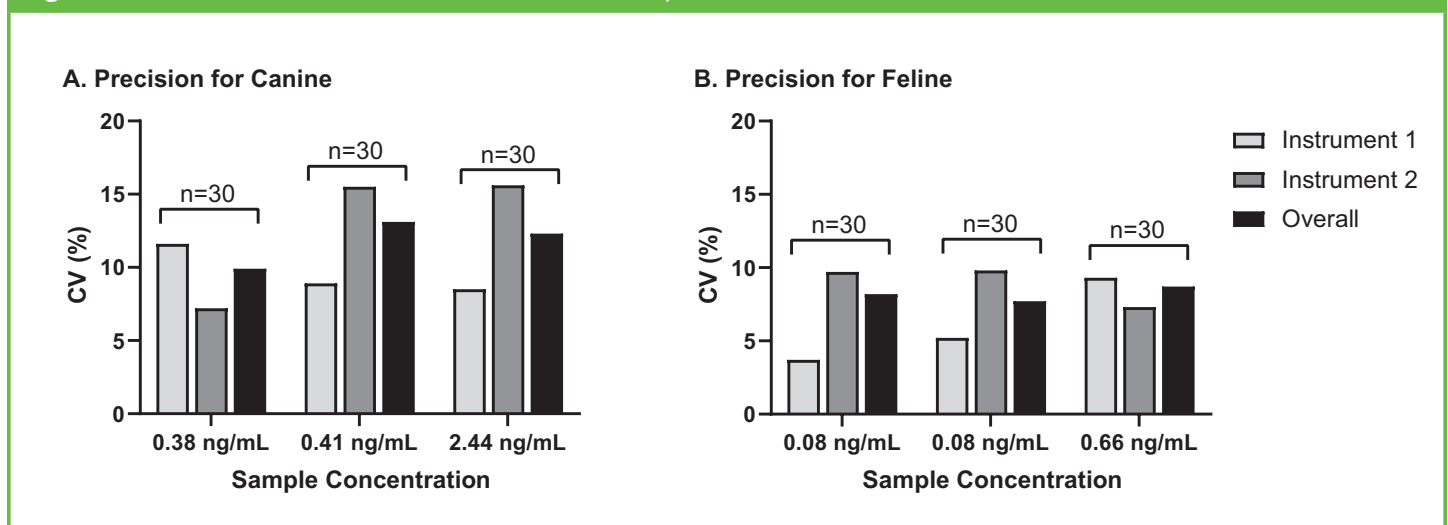 A. Precision for Canine
20
15
10
5
0
CV (%)
n=30
n=30
n=30
0.38 ng/mL 0.41 ng/mL 2.44 ng/mL
Sample Concentration
B. Precision for Feline
20
15
10
5
0
CV (%)
n=30
n=30
n=30
0.08 ng/mL 0.08 ng/mL 0.66 ng/mL
Sample Concentration
Instrument 1
Instrument 2
Overall